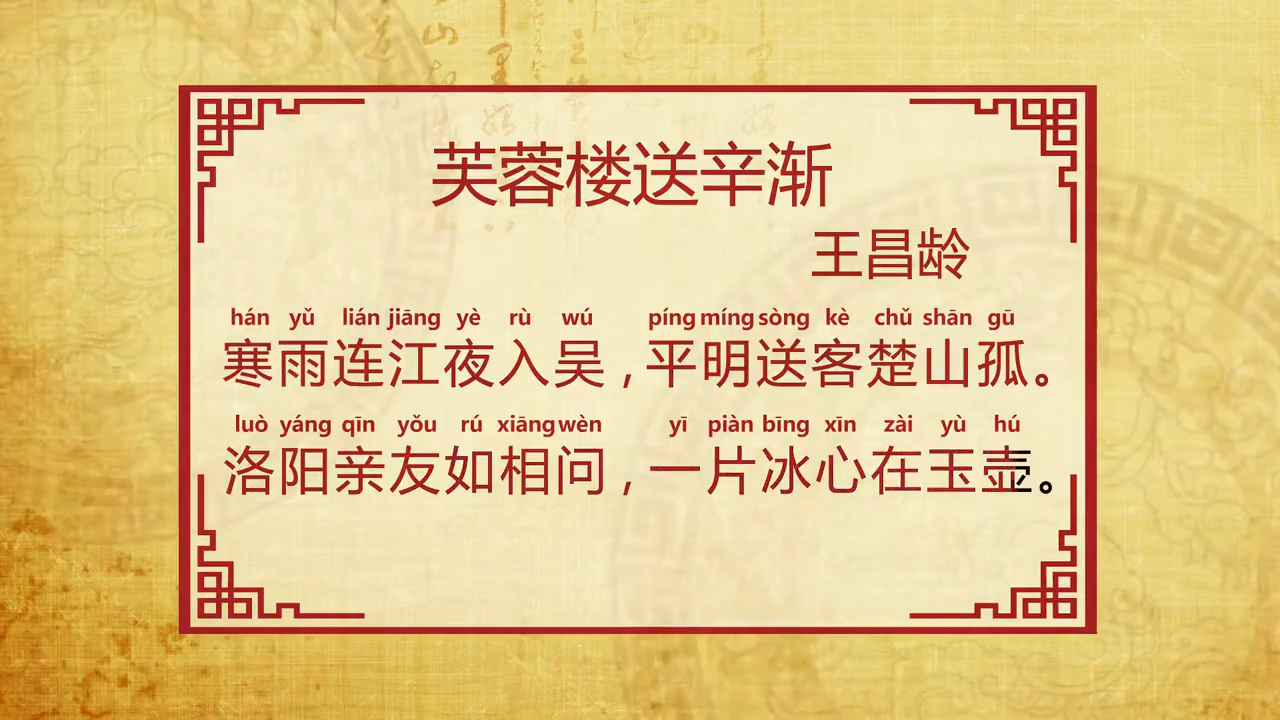 芙蓉楼送辛渐
王昌龄
hán yǔ lián jiāng yè rù wú píng míng sòng kè chǔ shān gū
寒雨连江夜入吴，平明送客楚山孤。
luò yáng qīn yǒu rú xiāng wèn yī piàn bīng xīn zài yù hú
洛阳亲友如相问，一片冰心在玉壶。